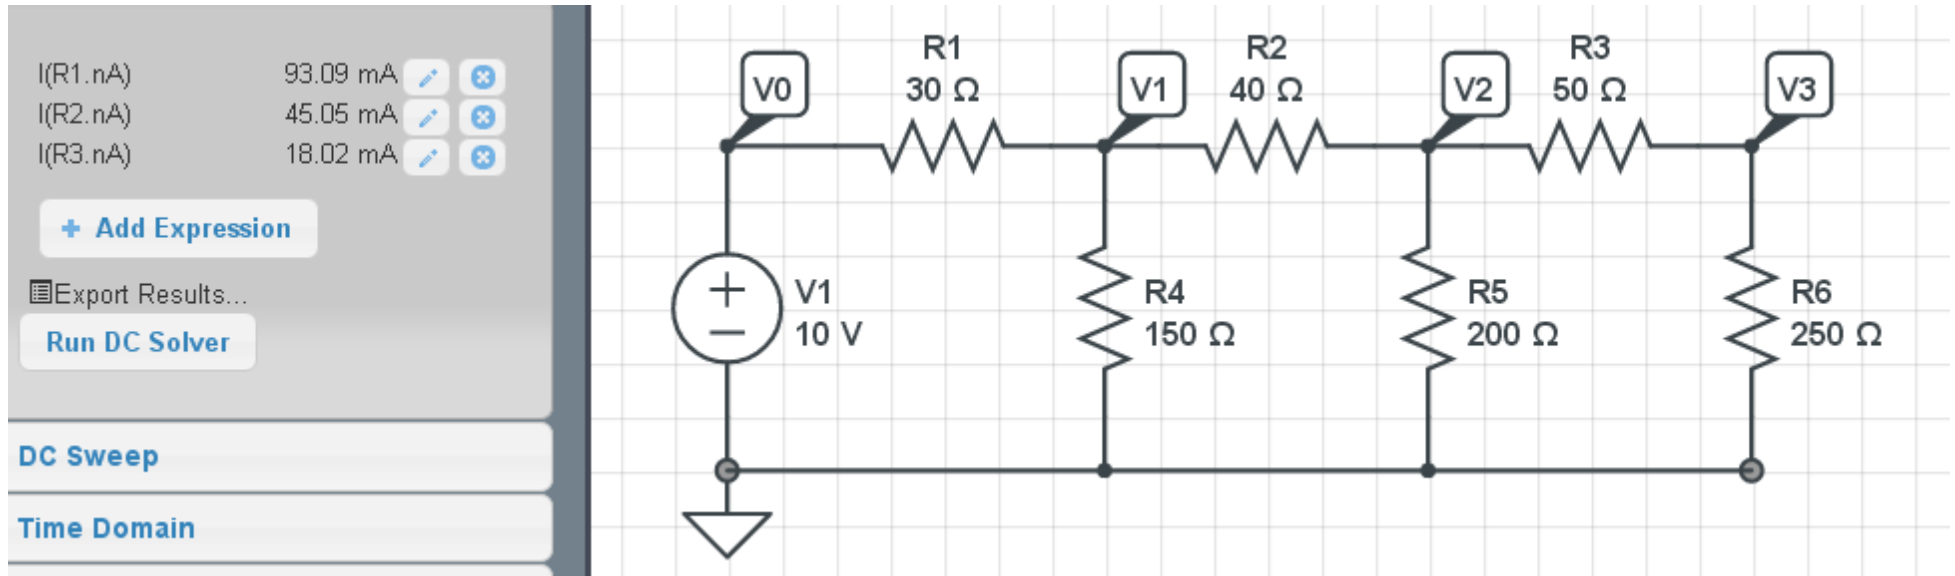 I(R1.nA) 93.09 mA
I(R2.nA) 45.05 mA
I(R3.nA) 18.02 mA
+ Add Expression
Export Results...
Run DC Solver
DC Sweep
Time Domain
R1 R2 R3
V0 30 Ω V1 40 Ω V2 50 Ω V3
V1 R4 R5 R6
10 V 150 Ω 200 Ω 250 Ω